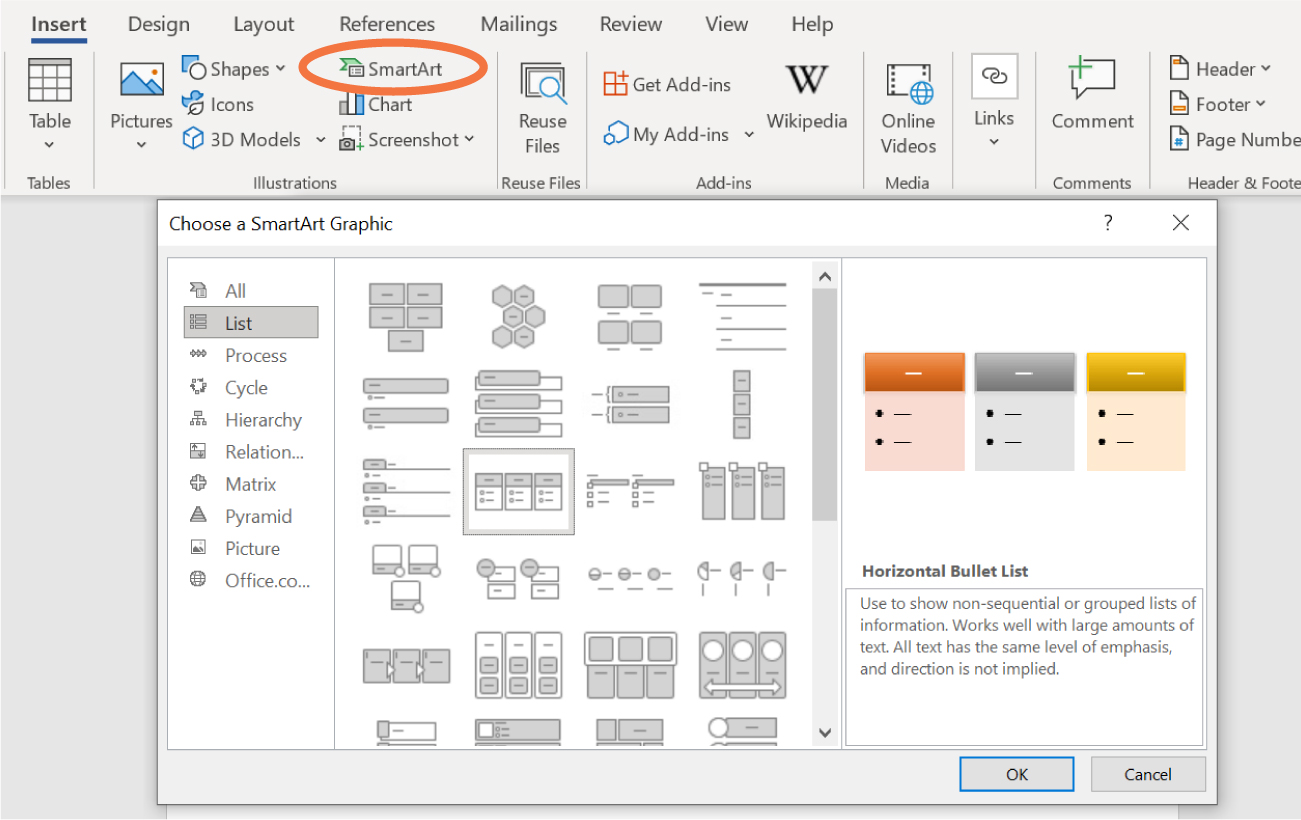 Insert Design Layout References Mailings Review View Help
Table
Tables
Pictures
Shapes
Icons
3D Models
SmartArt
Chart
Screenshot
Illustrations
Reuse
Files
Reuse Files
Get Add-ins
My Add-ins
W
Wikipedia
Add-ins
Online
Videos
Media
Links
Comment
Comments
Header
Footer
Page Numbe
Header & Foote
Choose a SmartArt Graphic
?
All
List
Process
Cycle
Hierarchy
Relation...
Matrix
Pyramid
Picture
Office.co...
Horizontal Bullet List
Use to show non-sequential or grouped lists of
information. Works well with large amounts of
text. All text has the same level of emphasis,
and direction is not implied.
OK Cancel